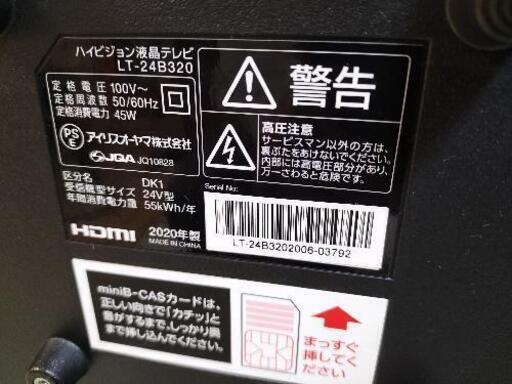 ハイビジョン液晶テレビ
LT-24B320
定格電圧 100V～
定格周波数 50/60Hz
定格消費電力 45W
PSE
アイリスオーヤマ株式会社
JQA JQ10828
区分名 DK1
受信機型サイズ 24V型
年間消費電力量 55kWh/年
HDMI
2020年製
MADE IN CHINA
警告
高圧注意
サービスマン以外の方は、
裏ぶたをあけないでください。
内部には高電圧部分があり、
万一さわると危険です。
Serial No:
LT-24B3202006-03792
miniB-CASカードは、
正しい向きで「カチッ」と
音がするまで、しっかり奥
まで挿し込んでください。
まっすぐ
挿してく
ださい